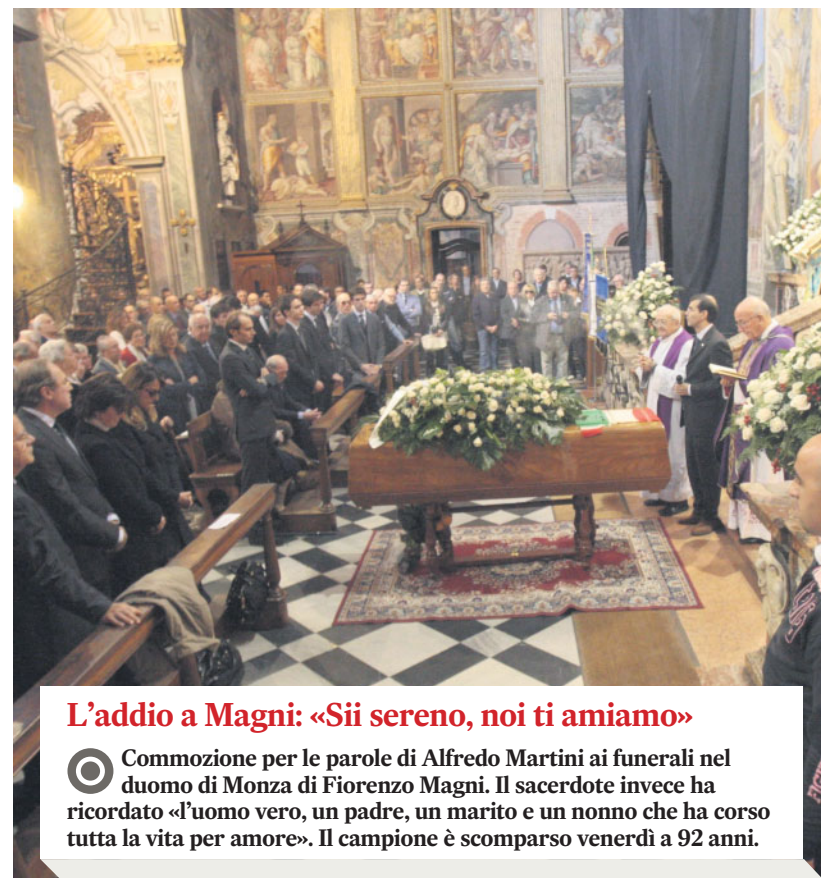 L'addio a Magni: «Sii sereno, noi ti amiamo»
Commozione per le parole di Alfredo Martini ai funerali nel
duomo di Monza di Fiorenzo Magni. Il sacerdote invece ha
ricordato «l'uomo vero, un padre, un marito e un nonno che ha corso
tutta la vita per amore». Il campione è scomparso venerdì a 92 anni.